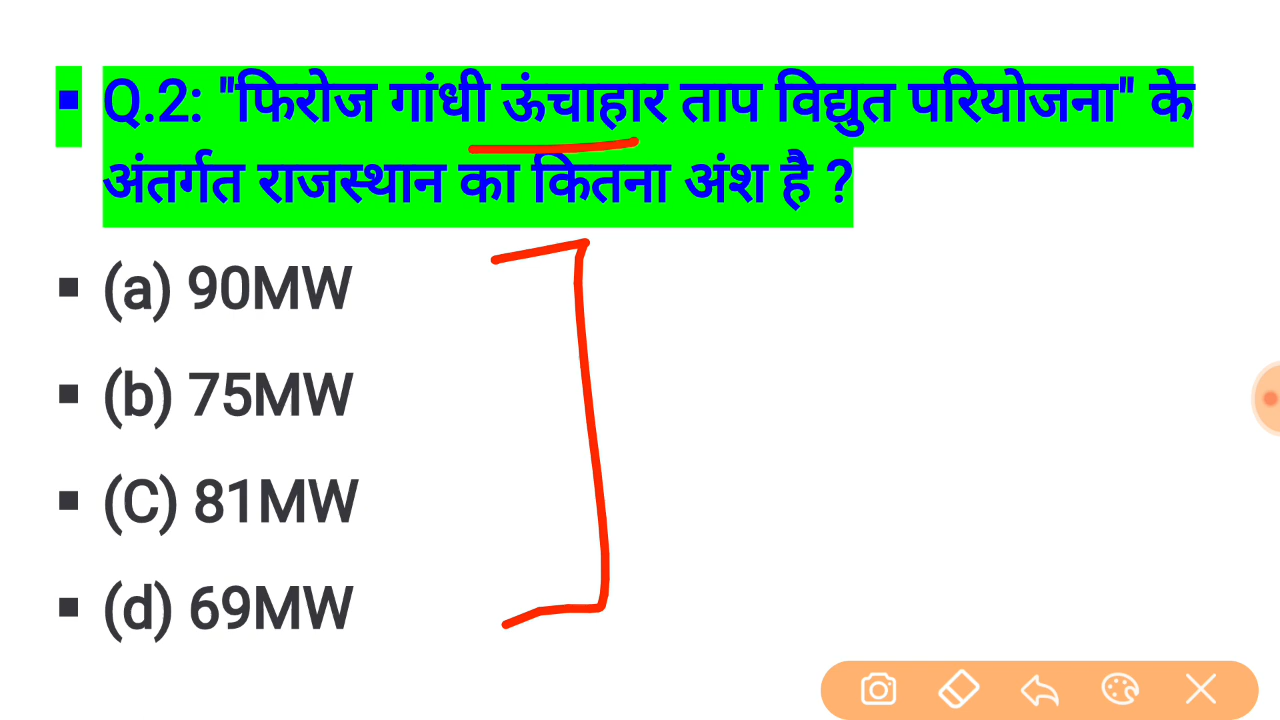 ▪ Q.2: "फिरोज गांधी ऊंचाहार ताप विद्युत परियोजना" के
अंतर्गत राजस्थान का कितना अंश है ?
▪ (a) 90MW
▪ (b) 75MW
▪ (C) 81MW
▪ (d) 69MW